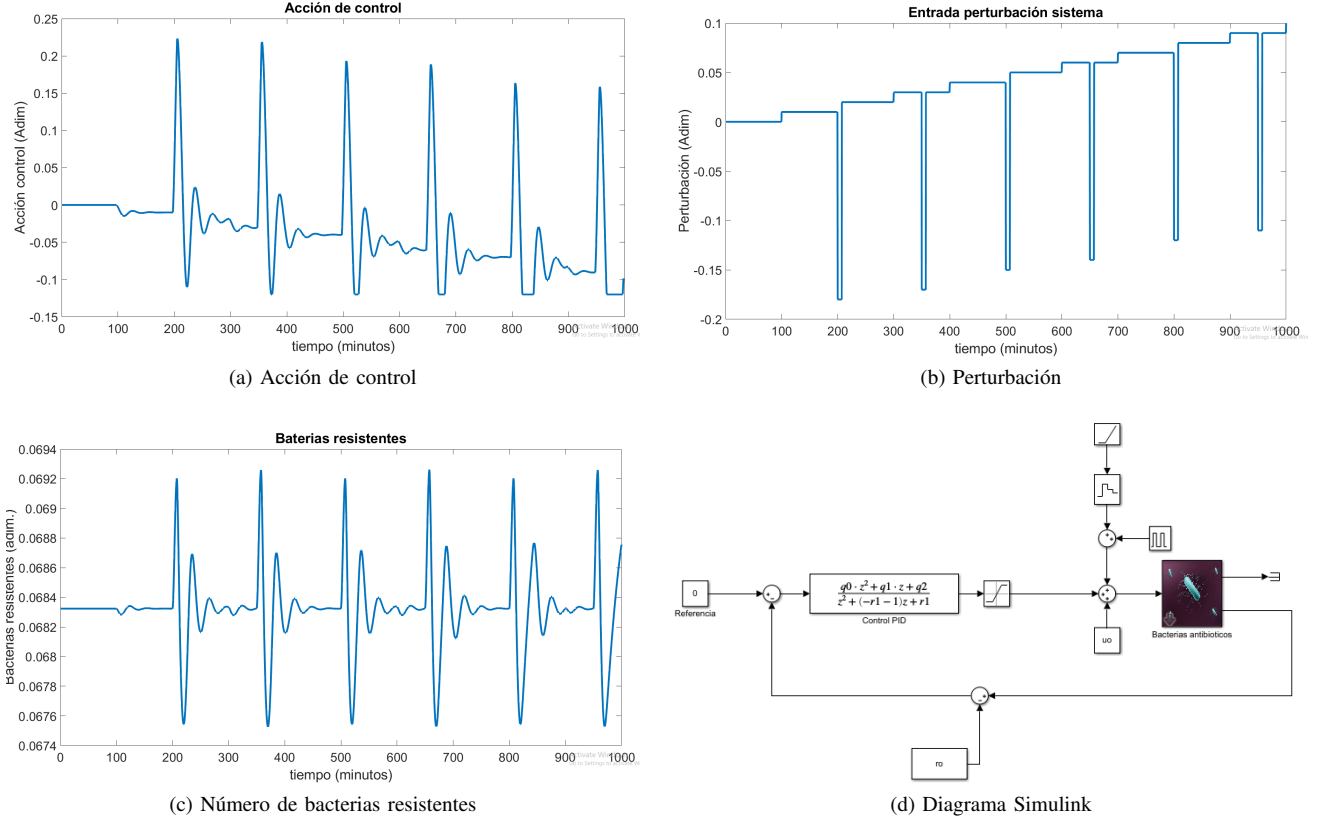 Acción de control
0.25
0.2
0.15
0.1
0.05
0
-0.05
-0.1
-0.15
Acción control (Adim)
0 100 200 300 400 500 600 700 800 900 1000
tiempo (minutos)
(a) Acción de control
Entrada perturbación sistema
0.1
0.05
0
-0.05
-0.1
-0.15
-0.2
Perturbación (Adim)
0 100 200 300 400 500 600 700 800 900 1000
tiempo (minutos)
(b) Perturbación
Baterias resistentes
0.0694
0.0692
0.069
0.0688
0.0686
0.0684
0.0682
0.068
0.0678
0.0676
0.0674
Bacterias resistentes (adim.)
0 100 200 300 400 500 600 700 800 900 1000
tiempo (minutos)
(c) Número de bacterias resistentes
0
Referencia
q0 · z² + q1 · z + q2
z² + (−r1 − 1)z + r1
Control PID
uo
Bacterias antibioticos
ro
(d) Diagrama Simulink